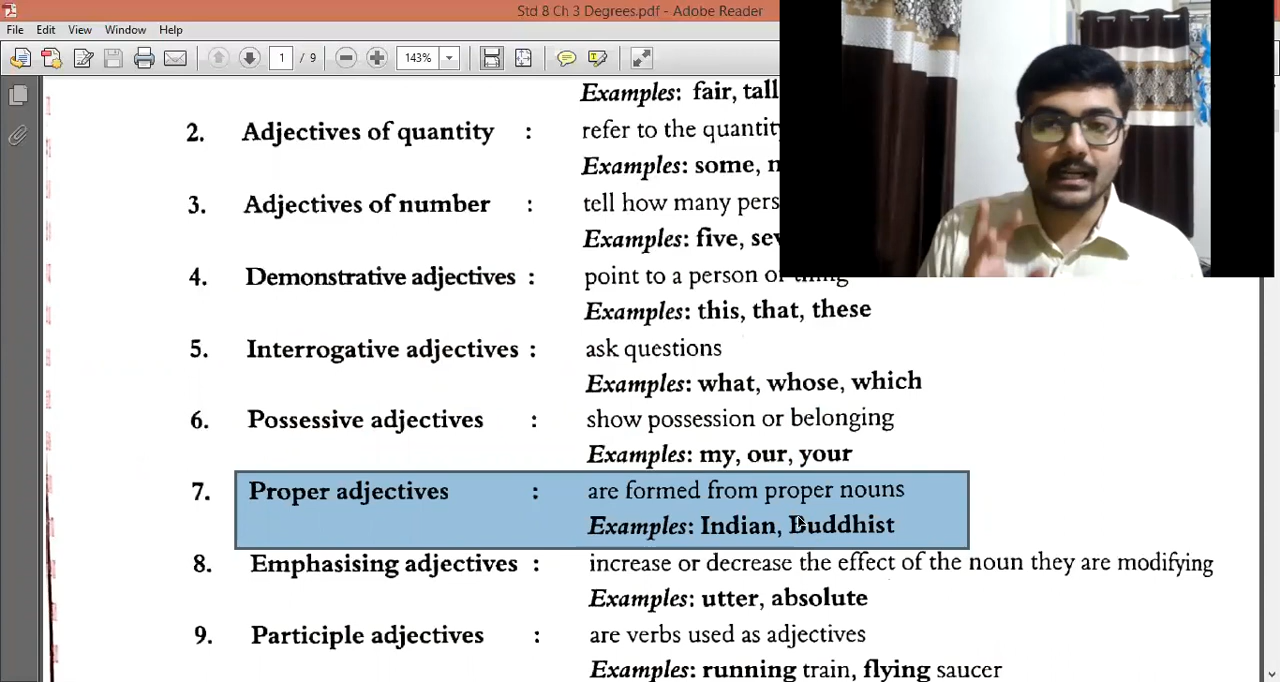 Std 8 Ch 3 Degrees.pdf - Adobe Reader
File Edit View Window Help
1 / 9 143%
Examples: fair, tall
2. Adjectives of quantity : refer to the quantity
Examples: some,
3. Adjectives of number : tell how many
Examples: five,
4. Demonstrative adjectives : point to a person or thing
Examples: this, that, these
5. Interrogative adjectives : ask questions
Examples: what, whose, which
6. Possessive adjectives : show possession or belonging
Examples: my, our, your
7. Proper adjectives : are formed from proper nouns
Examples: Indian, Buddhist
8. Emphasising adjectives : increase or decrease the effect of the noun they are modifying
Examples: utter, absolute
9. Participle adjectives : are verbs used as adjectives
Examples: running train, flying saucer